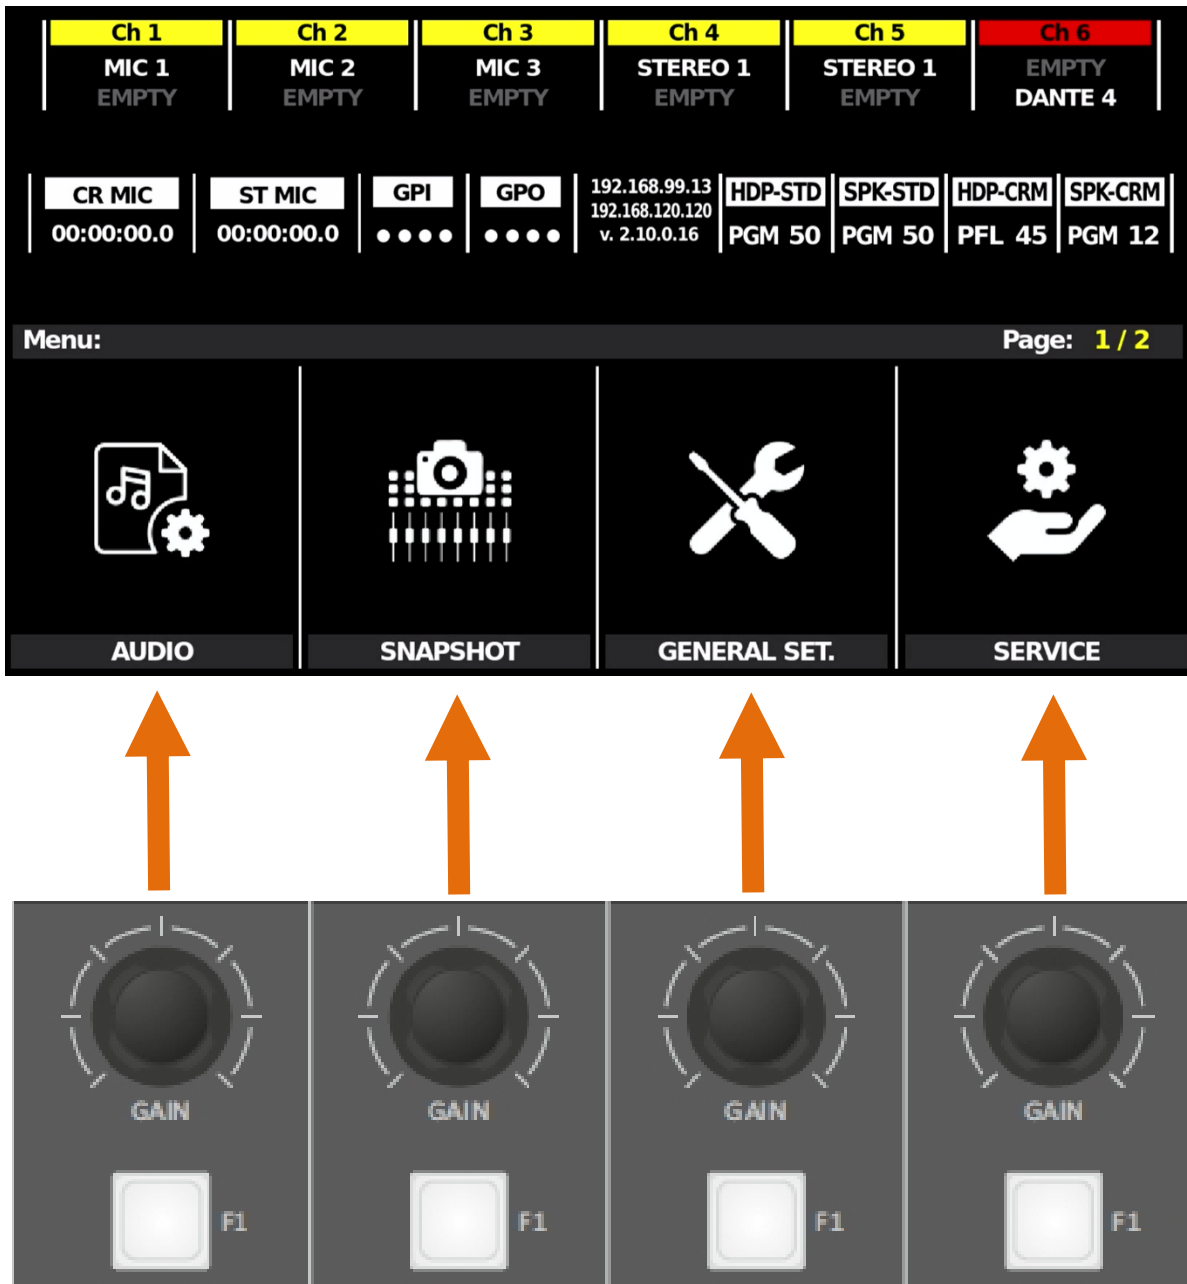 Ch 1 Ch 2 Ch 3 Ch 4 Ch 5 Ch 6
MIC 1 MIC 2 MIC 3 STEREO 1 STEREO 1 EMPTY
EMPTY EMPTY EMPTY EMPTY EMPTY DANTE 4
CR MIC ST MIC GPI GPO 192.168.99.13 HDP-STD SPK-STD HDP-CRM SPK-CRM
192.168.120.120
00:00:00.0 00:00:00.0 v. 2.10.0.16 PGM 50 PGM 50 PFL 45 PGM 12
Menu: Page: 1 / 2
AUDIO SNAPSHOT GENERAL SET. SERVICE
GAIN GAIN GAIN GAIN
F1 F1 F1 F1